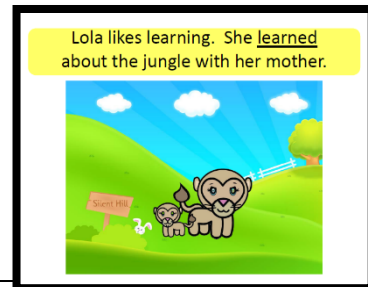 Lola likes learning.  She learned
about the jungle with her mother.
Silent Hill